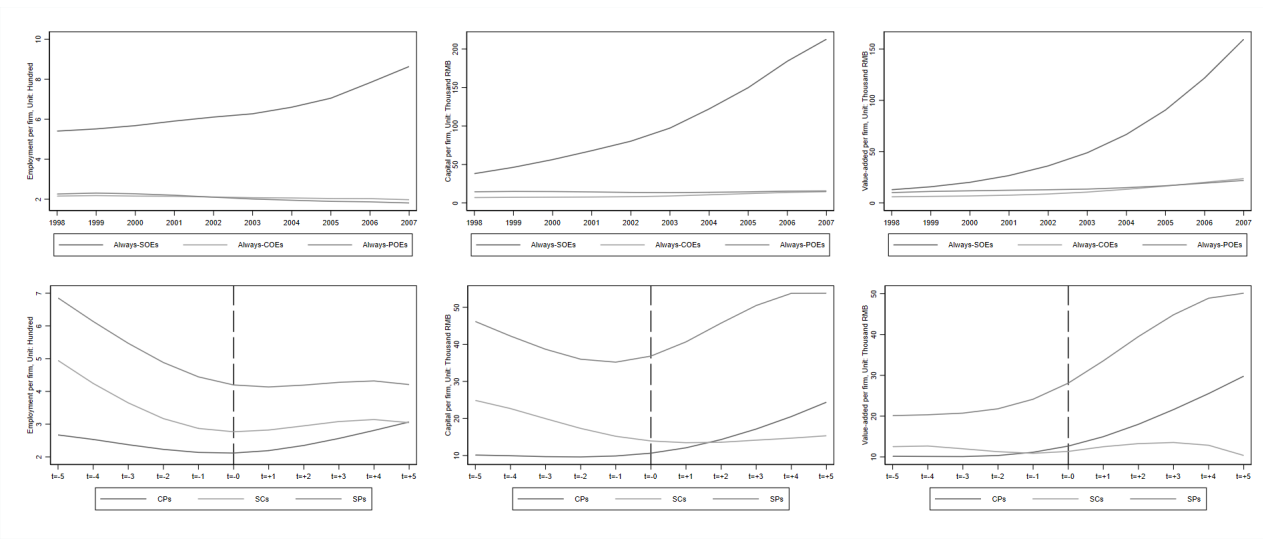 Employment per firm, Unit: Hundred
10
8
6
4
2
1998 1999 2000 2001 2002 2003 2004 2005 2006 2007
Always-SOEs Always-COEs Always-POEs
Capital per firm, Unit: Thousand RMB
200
150
100
50
0
1998 1999 2000 2001 2002 2003 2004 2005 2006 2007
Always-SOEs Always-COEs Always-POEs
Value-added per firm, Unit: Thousand RMB
150
100
50
0
1998 1999 2000 2001 2002 2003 2004 2005 2006 2007
Always-SOEs Always-COEs Always-POEs
Employment per firm, Unit: Hundred
7
6
5
4
3
2
t=-5 t=-4 t=-3 t=-2 t=-1 t=-0 t=+1 t=+2 t=+3 t=+4 t=+5
CPs SCs SPs
Capital per firm, Unit: Thousand RMB
50
40
30
20
10
t=-5 t=-4 t=-3 t=-2 t=-1 t=-0 t=+1 t=+2 t=+3 t=+4 t=+5
CPs SCs SPs
Value-added per firm, Unit: Thousand RMB
50
40
30
20
10
t=-5 t=-4 t=-3 t=-2 t=-1 t=-0 t=+1 t=+2 t=+3 t=+4 t=+5
CPs SCs SPs